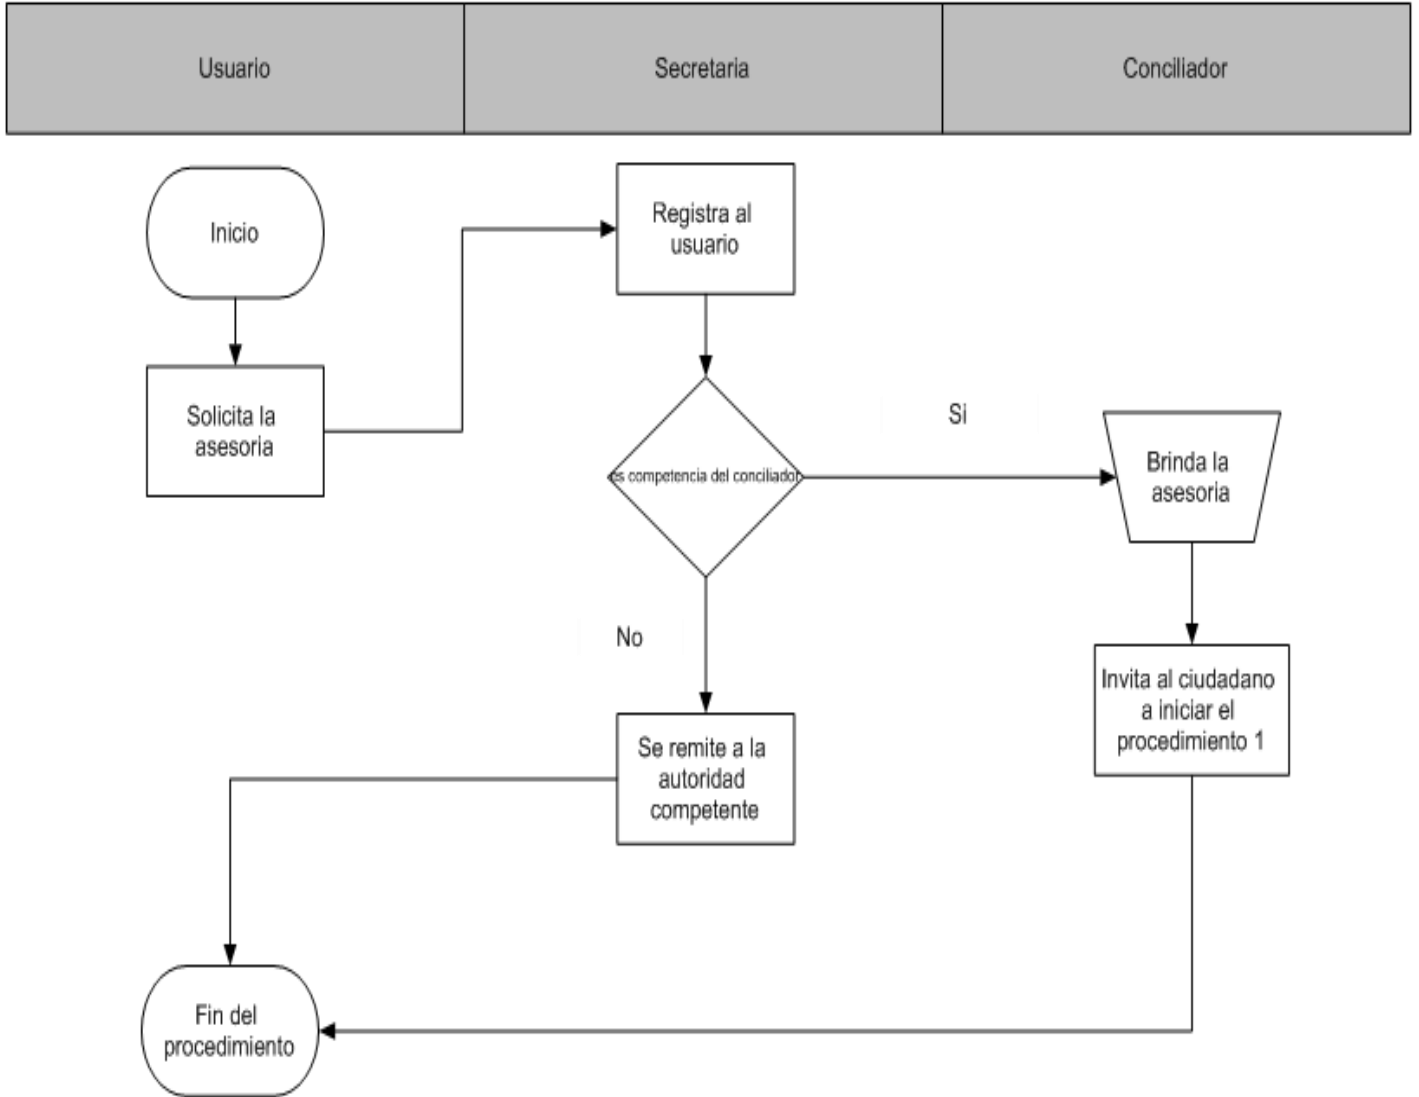 Usuario
Secretaria
Conciliador
Inicio
Registra al
usuario
Solicita la
asesoria
es competencia del conciliador
Si
Brinda la
asesoria
No
Invita al ciudadano
a iniciar el
procedimiento 1
Se remite a la
autoridad
competente
Fin del
procedimiento